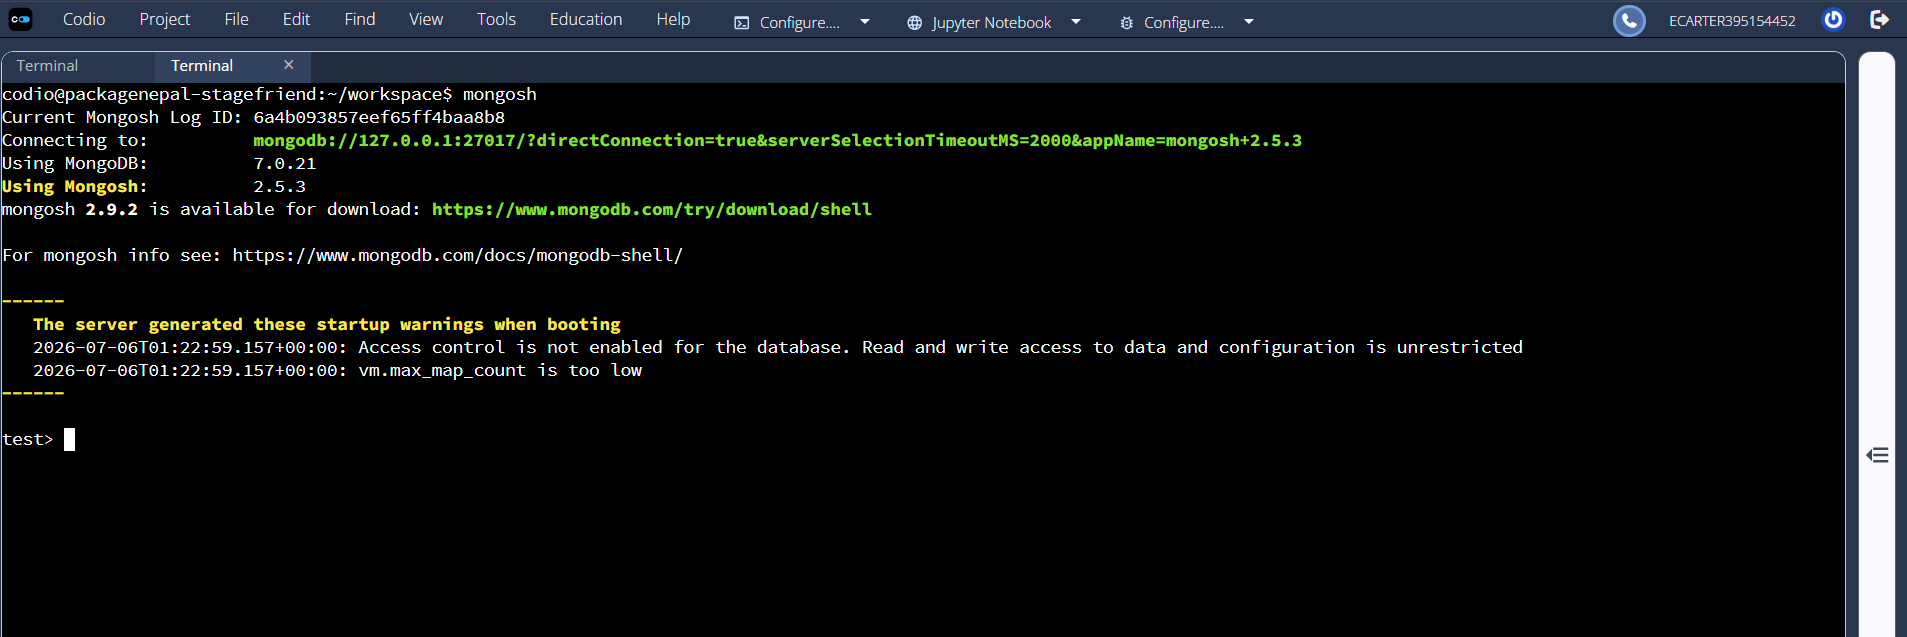 Codio Project File Edit Find View Tools Education Help Configure.... Jupyter Notebook Configure.... ECARTER395154452
Terminal Terminal
codio@packagenepal-stagefriend:~/workspace$ mongosh
Current Mongosh Log ID: 6a4b093857eef65ff4baa8b8
Connecting to: mongodb://127.0.0.1:27017/?directConnection=true&serverSelectionTimeoutMS=2000&appName=mongosh+2.5.3
Using MongoDB: 7.0.21
Using Mongosh: 2.5.3
mongosh 2.9.2 is available for download: https://www.mongodb.com/try/download/shell
For mongosh info see: https://www.mongodb.com/docs/mongodb-shell/
------
The server generated these startup warnings when booting
2026-07-06T01:22:59.157+00:00: Access control is not enabled for the database. Read and write access to data and configuration is unrestricted
2026-07-06T01:22:59.157+00:00: vm.max_map_count is too low
------
test>